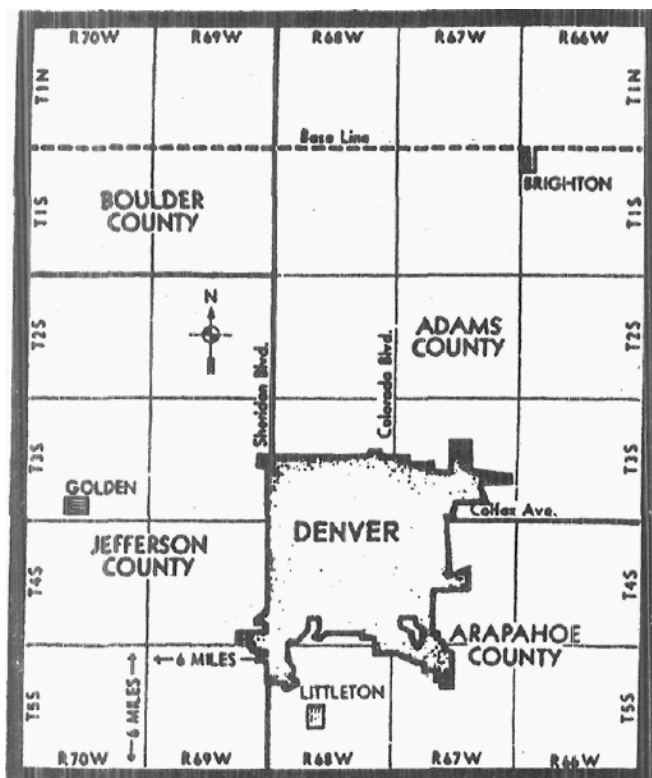 R70W
R69W
R68W
R67W
R66W
T1N
T1N
Base Line
BRIGHTON
BOULDER
COUNTY
T1S
T1S
N
ADAMS
COUNTY
T2S
T2S
Sheridan Blvd.
Colorado Blvd.
T3S
T3S
GOLDEN
Colfax Ave.
DENVER
JEFFERSON
COUNTY
T4S
T4S
ARAPAHOE
COUNTY
←6 MILES→
←6 MILES→
LITTLETON
T5S
T5S
R70W
R69W
R68W
R67W
R66W